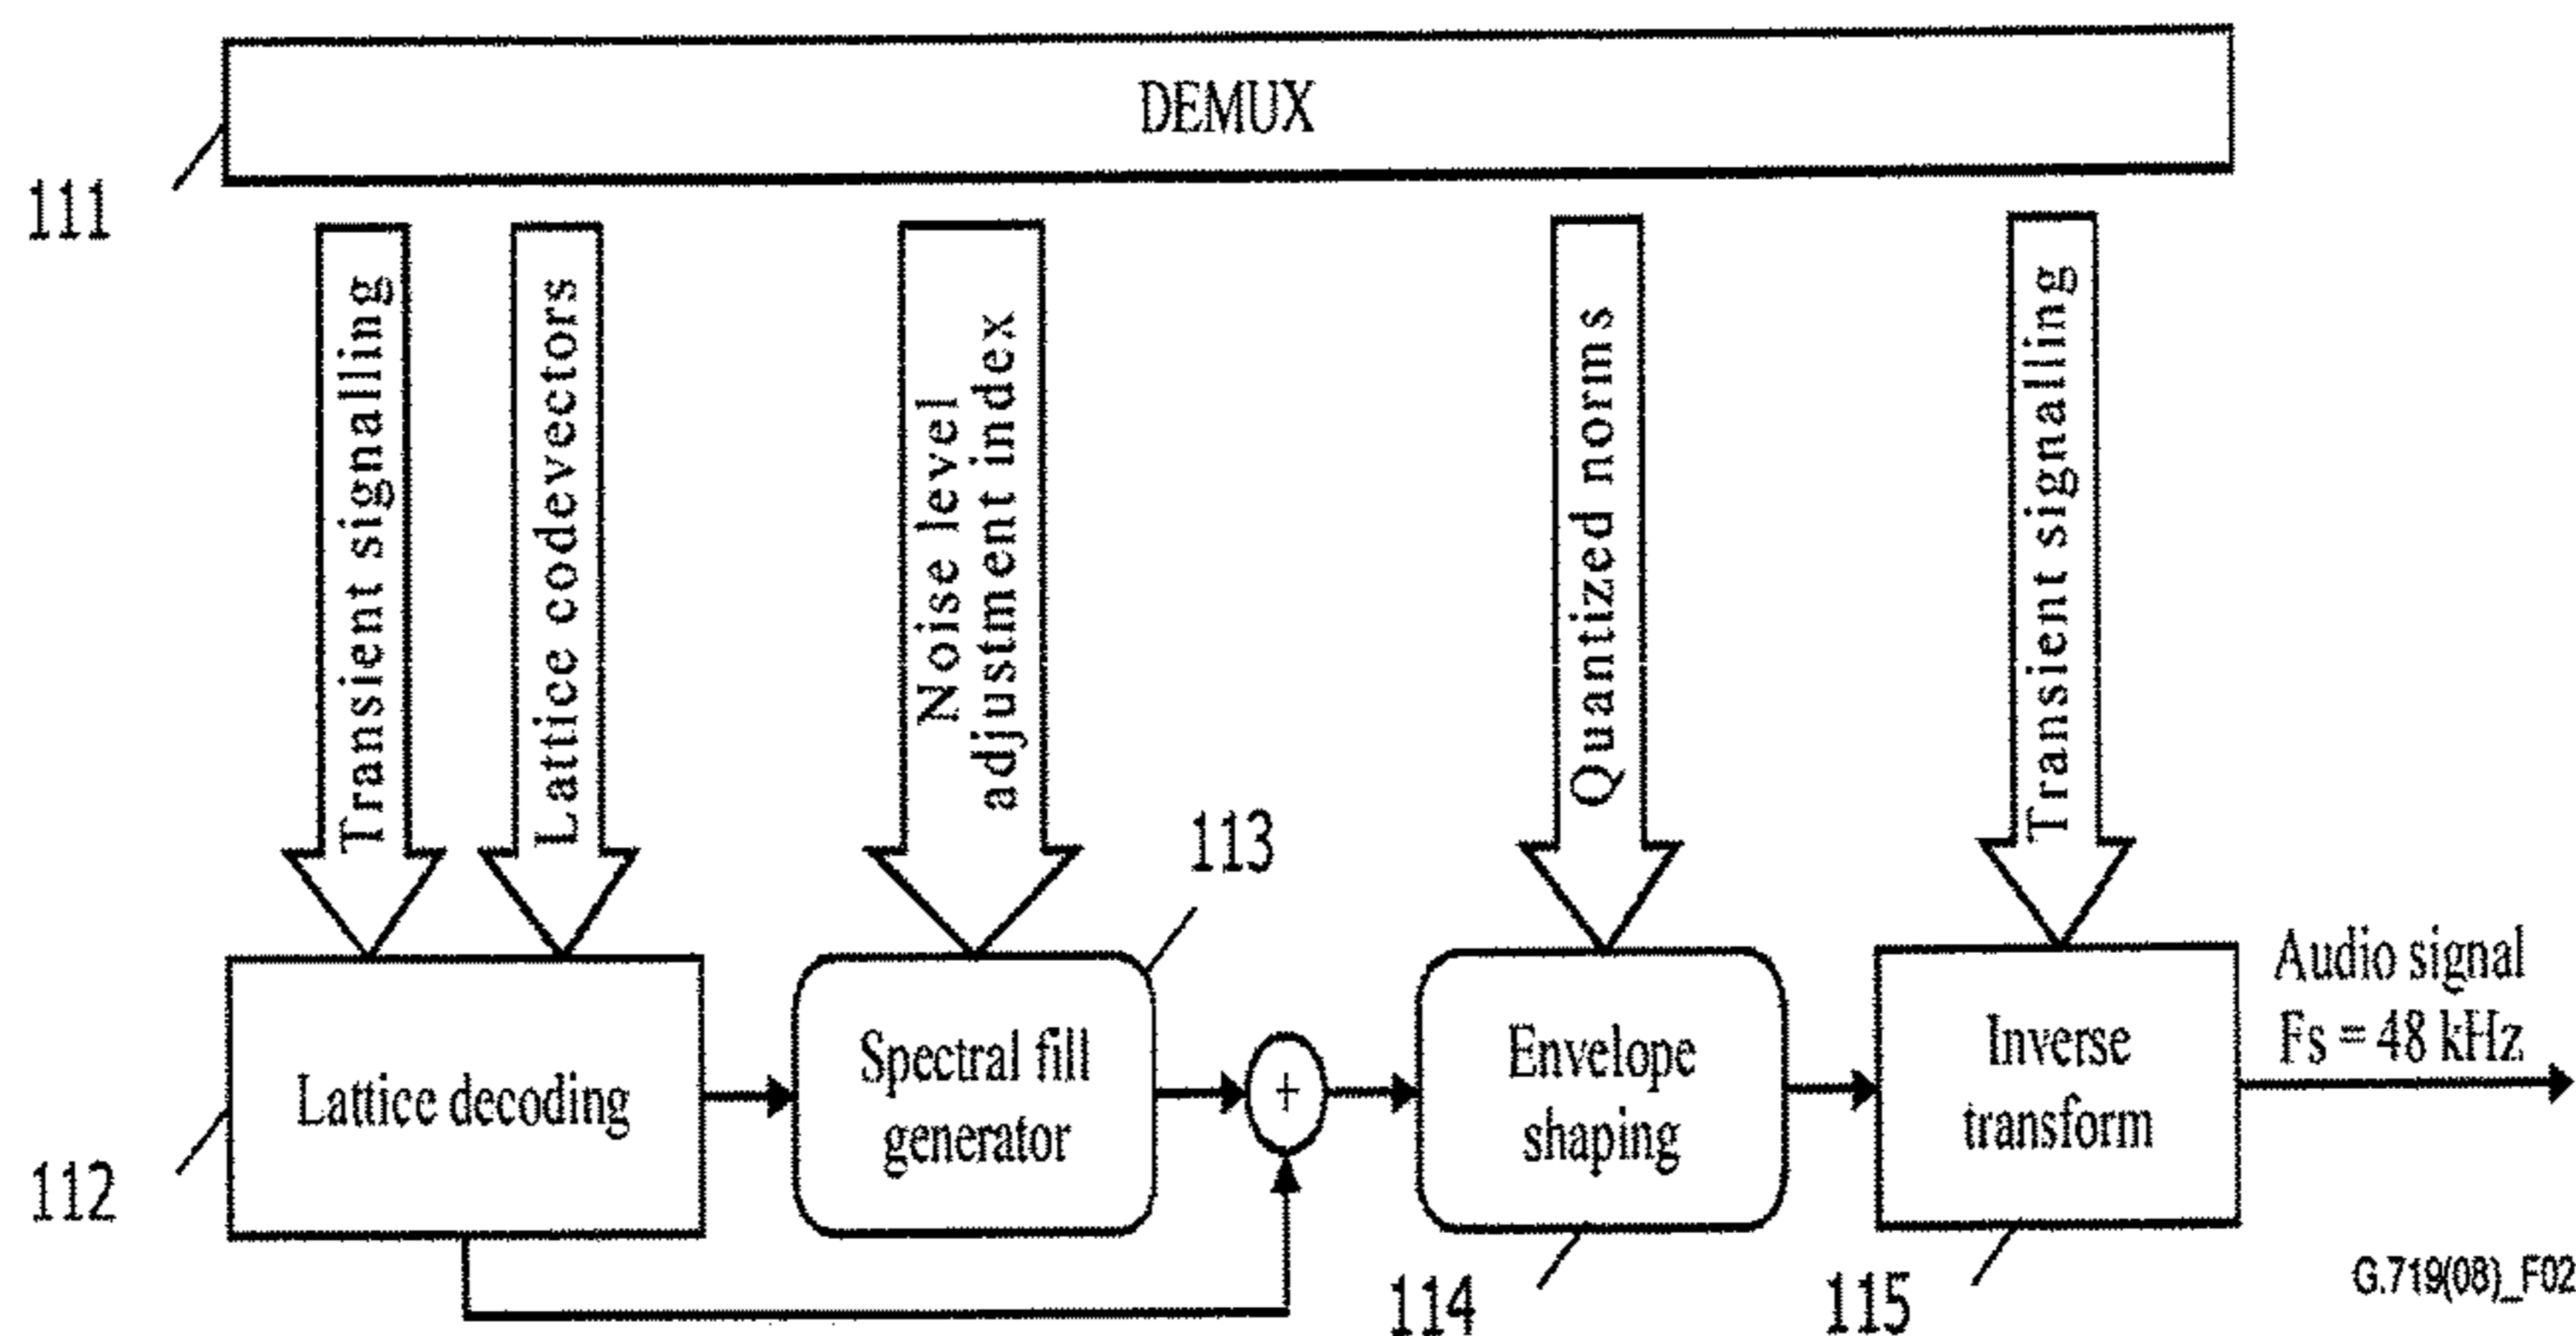 DEMUX
111
Transient signalling
Lattice codevectors
Noise level
adjustment index
Quantized norms
Transient signalling
113
Lattice decoding
Spectral fill
generator
+
Envelope
shaping
Inverse
transform
Audio signal
Fs = 48 kHz
112
114
115
G.719(08)_F02